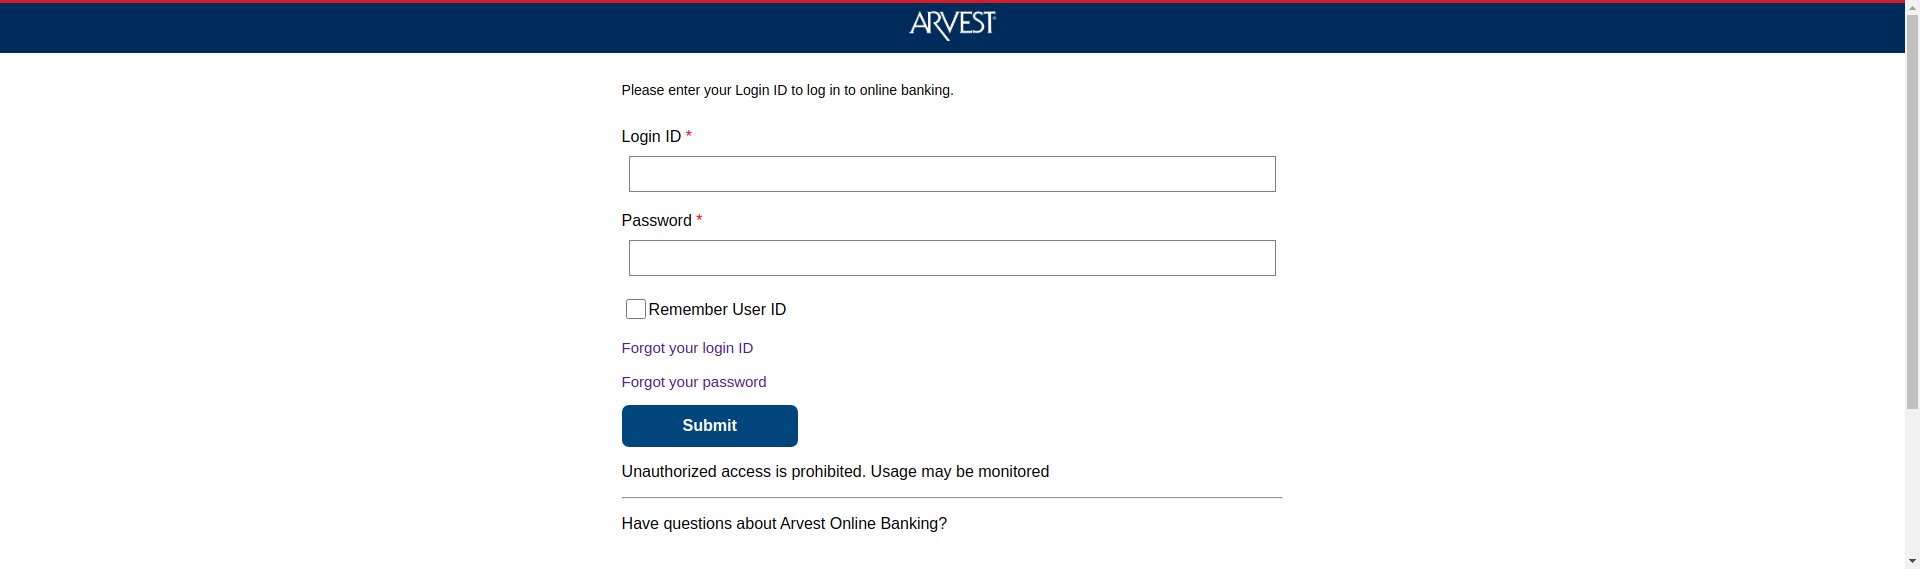 ARVEST
Please enter your Login ID to log in to online banking.
Login ID *
Password *
Remember User ID
Forgot your login ID
Forgot your password
Submit
Unauthorized access is prohibited. Usage may be monitored
Have questions about Arvest Online Banking?